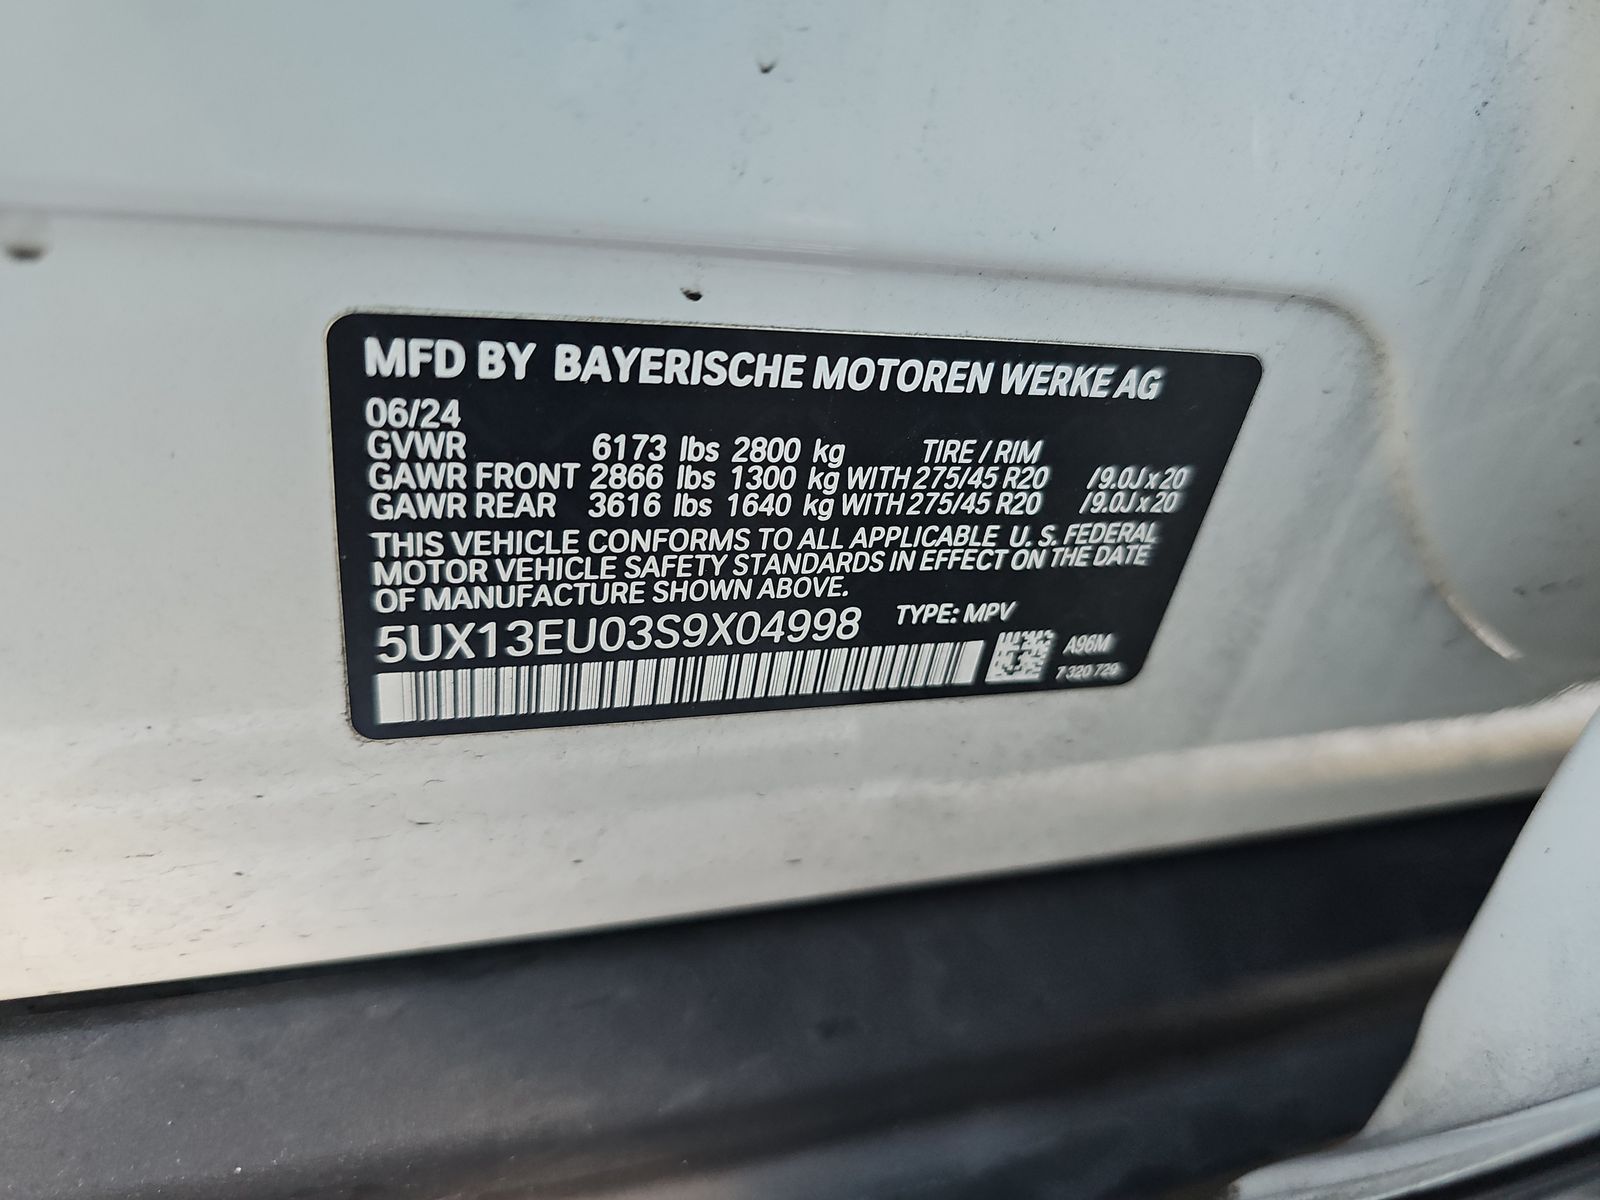 MFD BY BAYERISCHE MOTOREN WERKE AG
06/24
GVWR 6173 lbs 2800 kg TIRE / RIM
GAWR FRONT 2866 lbs 1300 kg WITH 275/45 R20 /9.0J x 20
GAWR REAR 3616 lbs 1640 kg WITH 275/45 R20 /9.0J x 20
THIS VEHICLE CONFORMS TO ALL APPLICABLE U. S. FEDERAL
MOTOR VEHICLE SAFETY STANDARDS IN EFFECT ON THE DATE
OF MANUFACTURE SHOWN ABOVE.
5UX13EU03S9X04998 TYPE: MPV
A96M
7 320 729